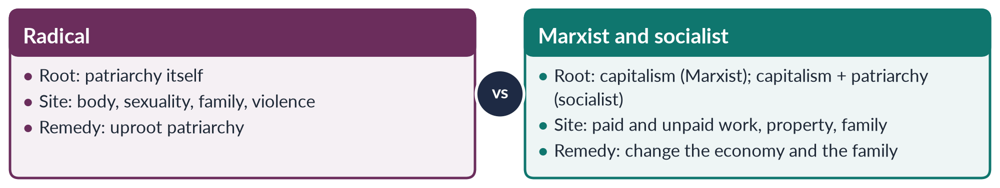 Radical
• Root: patriarchy itself
• Site: body, sexuality, family, violence
• Remedy: uproot patriarchy
vs
Marxist and socialist
• Root: capitalism (Marxist); capitalism + patriarchy
(socialist)
• Site: paid and unpaid work, property, family
• Remedy: change the economy and the family